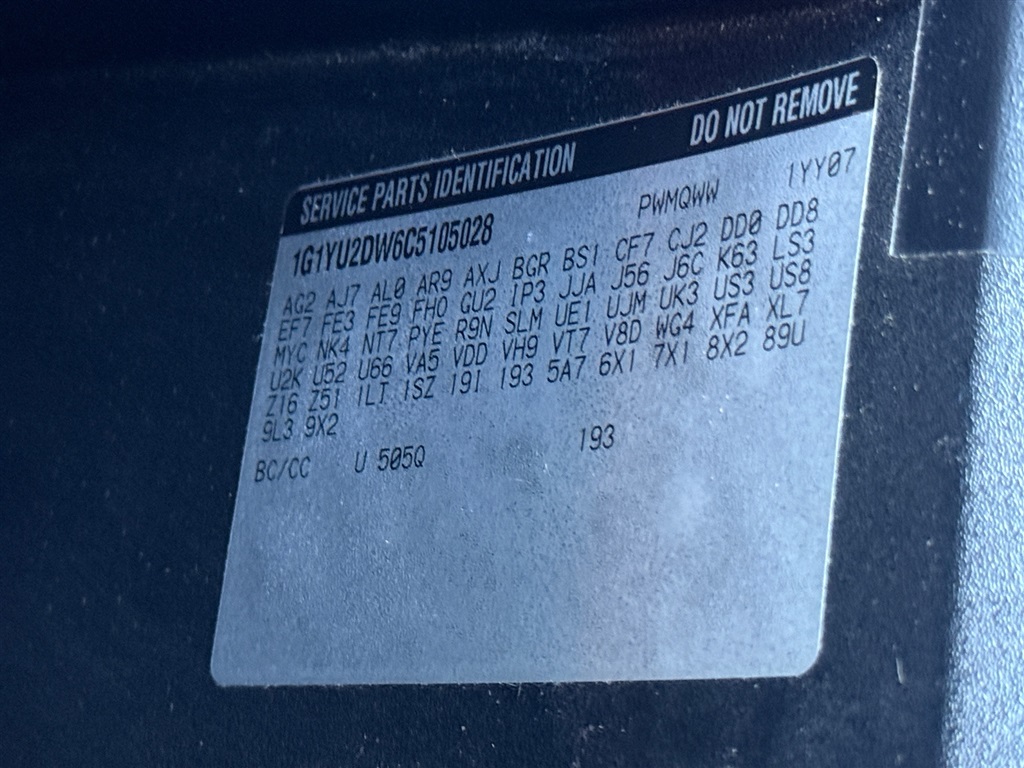 SERVICE PARTS IDENTIFICATION DO NOT REMOVE
1G1YU2DW6C5105028 PWMQWW 1YY07
AG2 AJ7 AL0 AR9 AXJ BGR BS1 CF7 CJ2 DD0 DD8
EF7 FE3 FE9 FHO GU2 IP3 JJA J56 J6C K63 LS3
MYC NK4 NT7 PYE R9N SLM UE1 UJM UK3 US3 US8
U2K U52 U66 VA5 VDD VH9 VT7 V8D WG4 XFA XL7
Z16 Z51 1LI 1SZ 19I 193 5A7 6X1 7X1 8X2 89U
9L3 9X2
BC/CC U 505Q 193